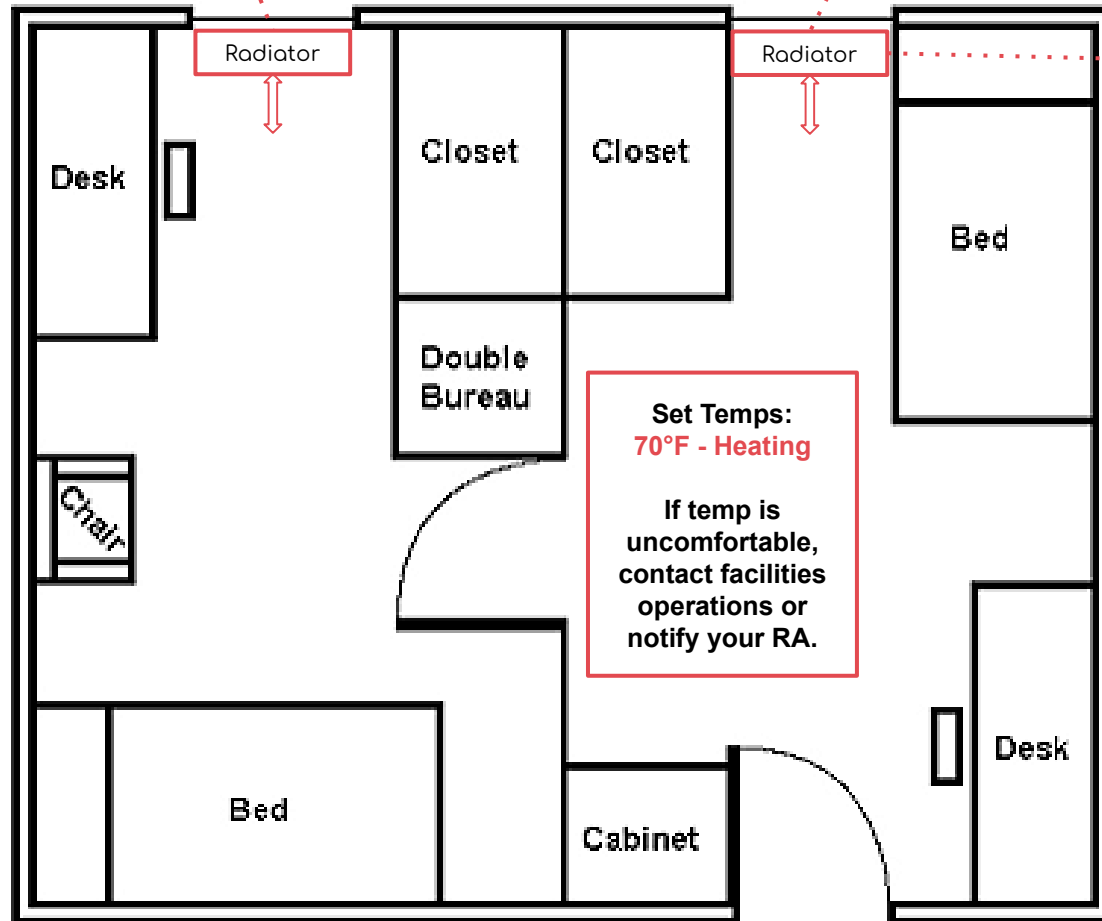 Radiator
Radiator
Desk
Closet
Closet
Bed
Double
Bureau
Set Temps:
70°F - Heating
If temp is
uncomfortable,
contact facilities
operations or
notify your RA.
Chair
Desk
Bed
Cabinet